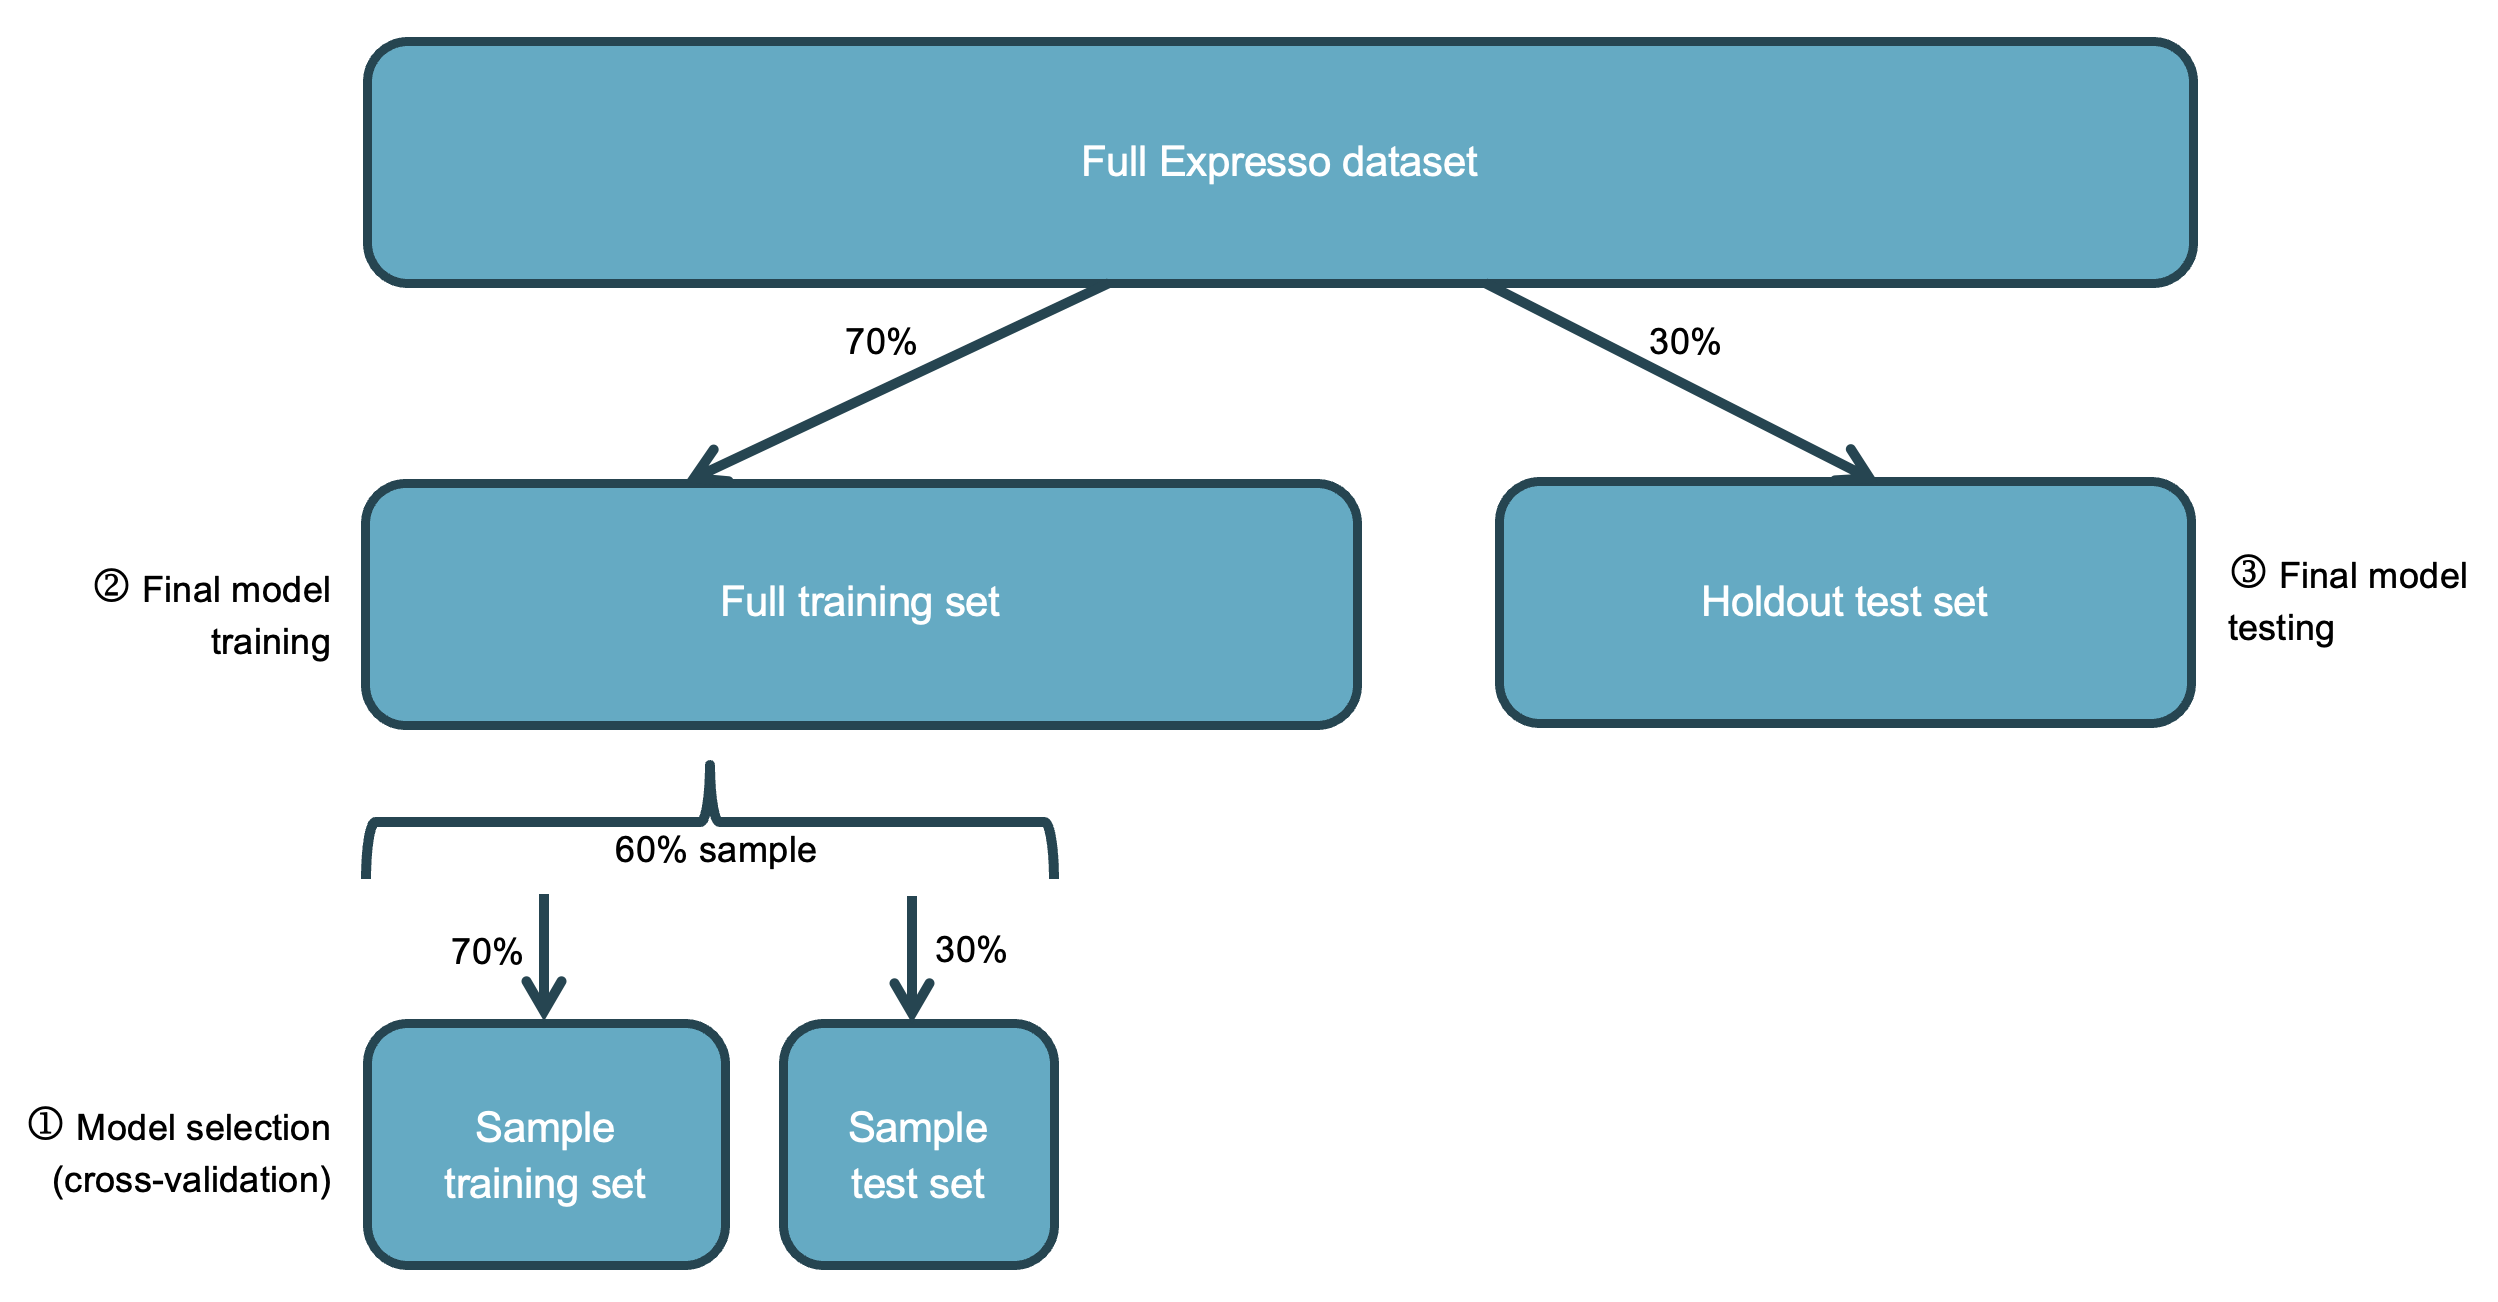 Full Expresso dataset
70%
30%
② Final model
training
Full training set
Holdout test set
③ Final model
testing
60% sample
70%
30%
① Model selection
(cross-validation)
Sample
training set
Sample
test set